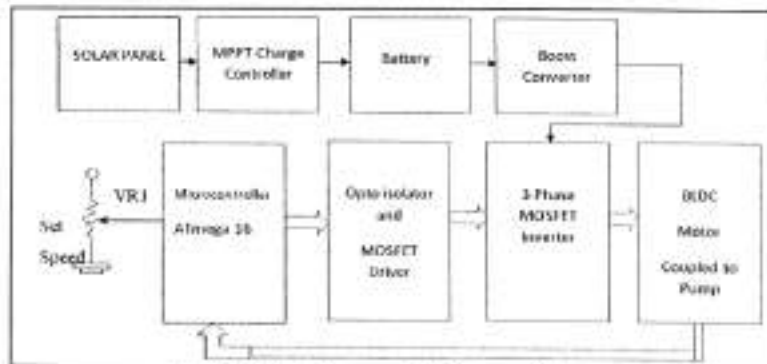 SOLAR PANEL
MPPT Charge
Controller
Battery
Boost
Converter
VR1
Set
Speed
Microcontroller
ATmega 16
Opto-isolator
and
MOSFET
Driver
3-Phase
MOSFET
Inverter
BLDC
Motor
Coupled to
Pump